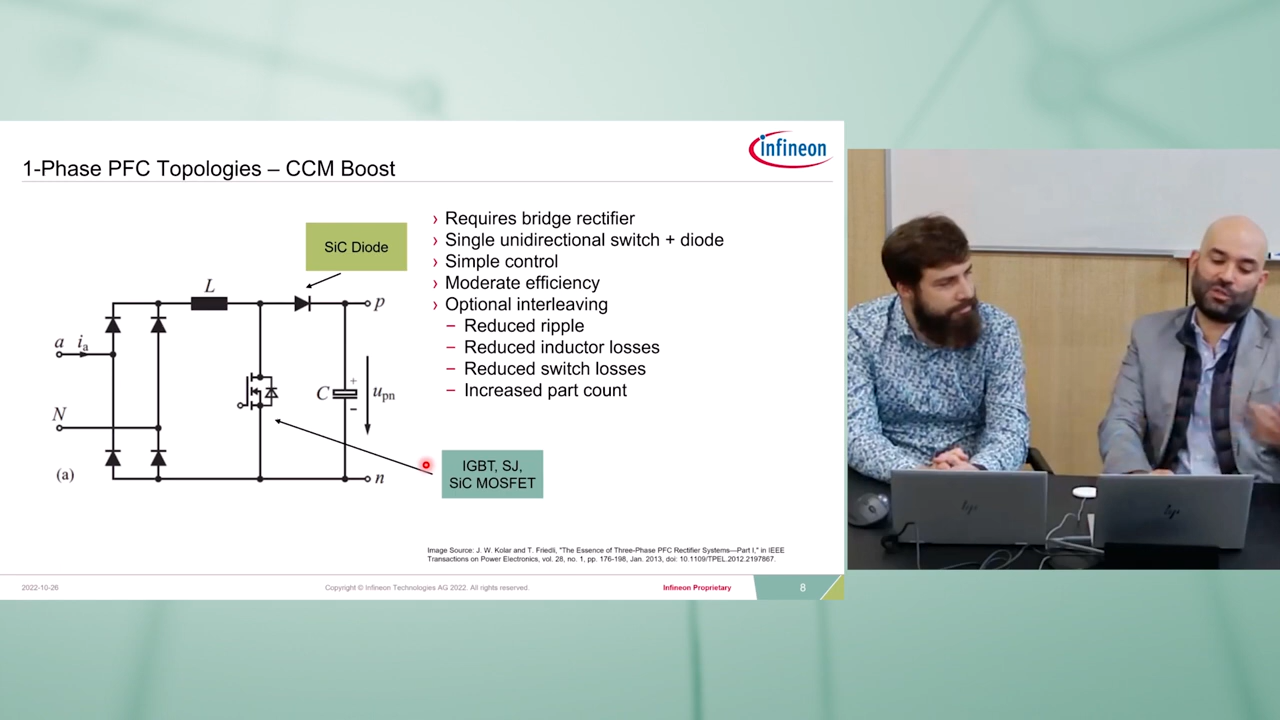 1-Phase PFC Topologies – CCM Boost
infineon
SiC Diode
› Requires bridge rectifier
› Single unidirectional switch + diode
› Simple control
› Moderate efficiency
› Optional interleaving
– Reduced ripple
– Reduced inductor losses
– Reduced switch losses
– Increased part count
L
p
a
ia
C
+
–
upn
N
(a)
n
IGBT, SJ,
SiC MOSFET
Image Source: J. W. Kolar and T. Friedli, "The Essence of Three-Phase PFC Rectifier Systems—Part I," in IEEE
Transactions on Power Electronics, vol. 28, no. 1, pp. 176-198, Jan. 2013, doi: 10.1109/TPEL.2012.2197867.
2022-10-26
Copyright © Infineon Technologies AG 2022. All rights reserved.
Infineon Proprietary
8
hp
hp